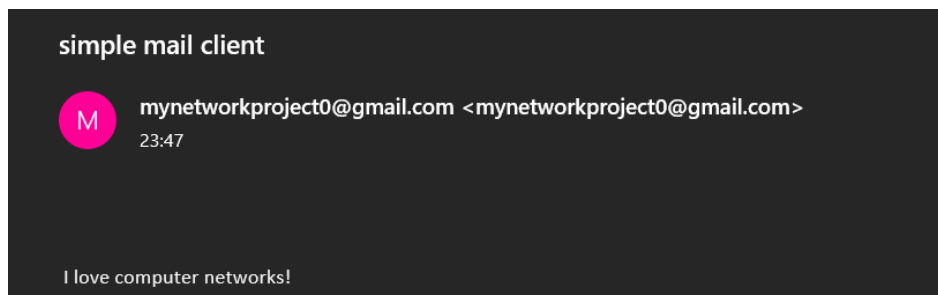 simple mail client
M
mynetworkproject0@gmail.com <mynetworkproject0@gmail.com>
23:47
I love computer networks!